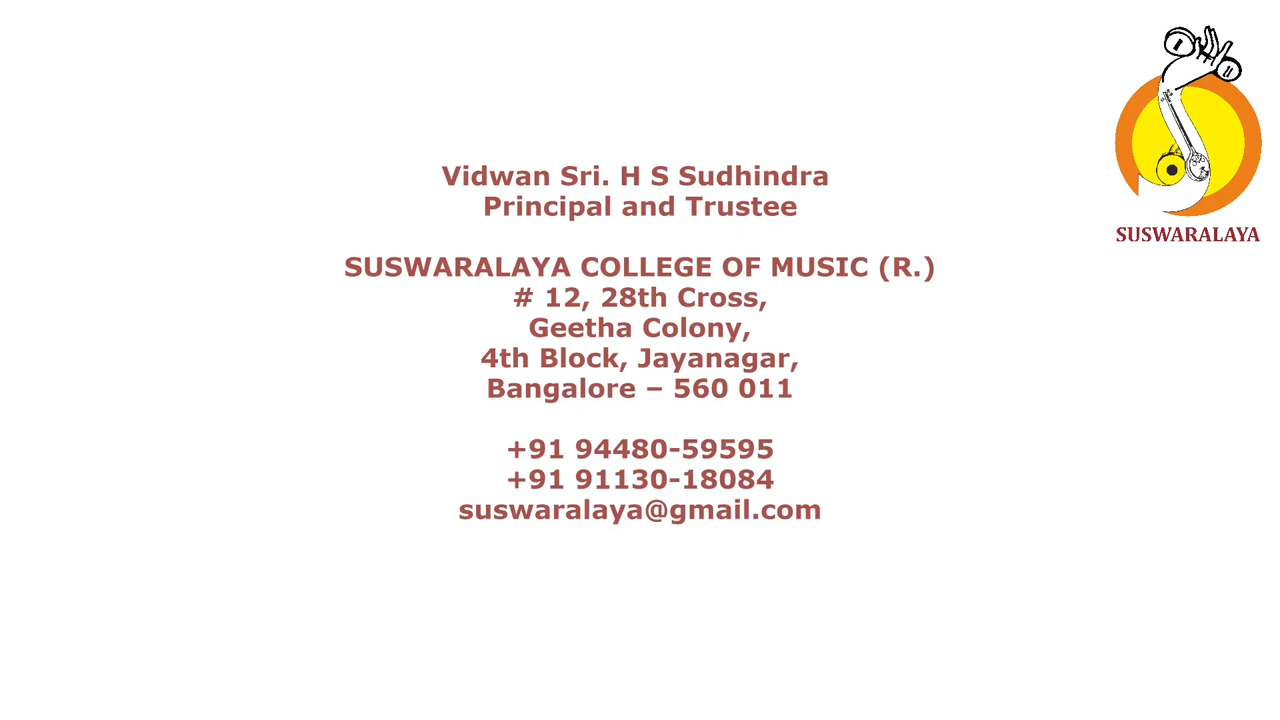 Vidwan Sri. H S Sudhindra
Principal and Trustee
SUSWARALAYA COLLEGE OF MUSIC (R.)
# 12, 28th Cross,
Geetha Colony,
4th Block, Jayanagar,
Bangalore – 560 011
+91 94480-59595
+91 91130-18084
suswaralaya@gmail.com
SUSWARALAYA